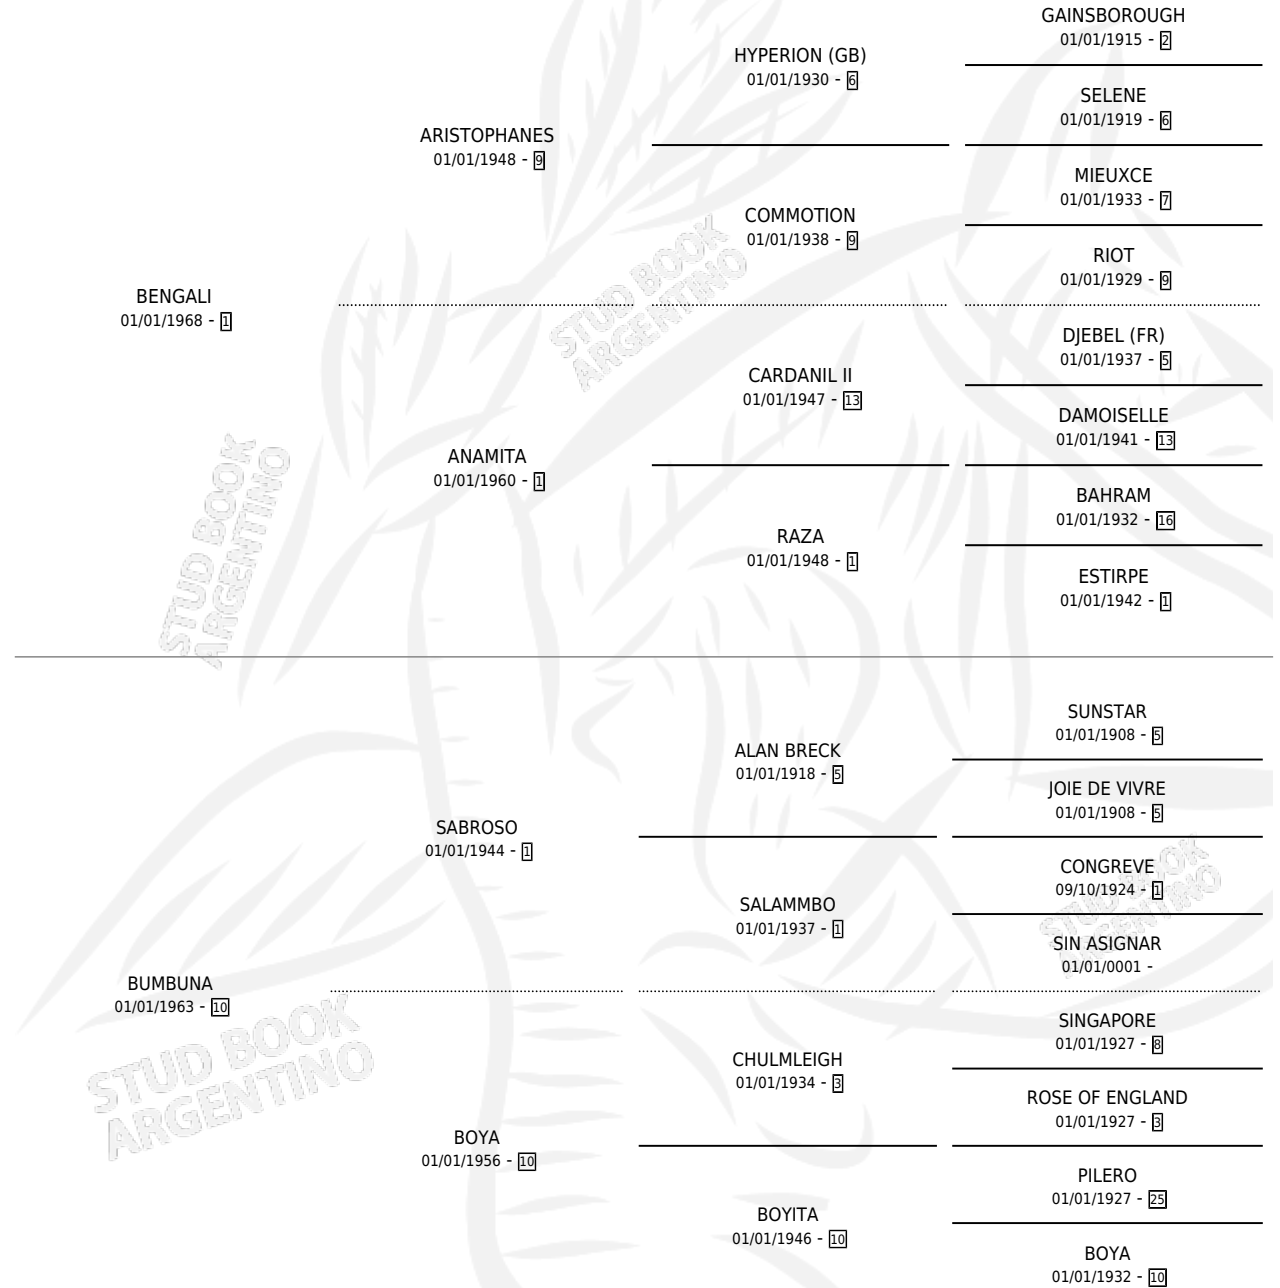 GAINSBOROUGH
01/01/1915 - 2
HYPERION (GB)
01/01/1930 - 6
SELENE
01/01/1919 - 6
ARISTOPHANES
01/01/1948 - 9
MIEUXCE
01/01/1933 - 7
COMMOTION
01/01/1938 - 9
RIOT
01/01/1929 - 9
BENGALI
01/01/1968 - 1
STUD BOOK
ARGENTINO
DJEBEL (FR)
01/01/1937 - 5
CARDANIL II
01/01/1947 - 13
DAMOISELLE
01/01/1941 - 13
ANAMITA
01/01/1960 - 1
BAHRAM
01/01/1932 - 16
RAZA
01/01/1948 - 1
ESTIRPE
01/01/1942 - 1
STUD BOOK
ARGENTINO
SUNSTAR
01/01/1908 - 5
ALAN BRECK
01/01/1918 - 5
JOIE DE VIVRE
01/01/1908 - 5
SABROSO
01/01/1944 - 1
CONGREVE
09/10/1924 - 1
SALAMMBO
01/01/1937 - 1
SIN ASIGNAR
01/01/0001 -
STUD BOOK
ARGENTINO
BUMBUNA
01/01/1963 - 10
SINGAPORE
01/01/1927 - 8
CHULMLEIGH
01/01/1934 - 3
ROSE OF ENGLAND
01/01/1927 - 3
STUD BOOK
ARGENTINO
BOYA
01/01/1956 - 10
PILERO
01/01/1927 - 25
BOYITA
01/01/1946 - 10
BOYA
01/01/1932 - 10